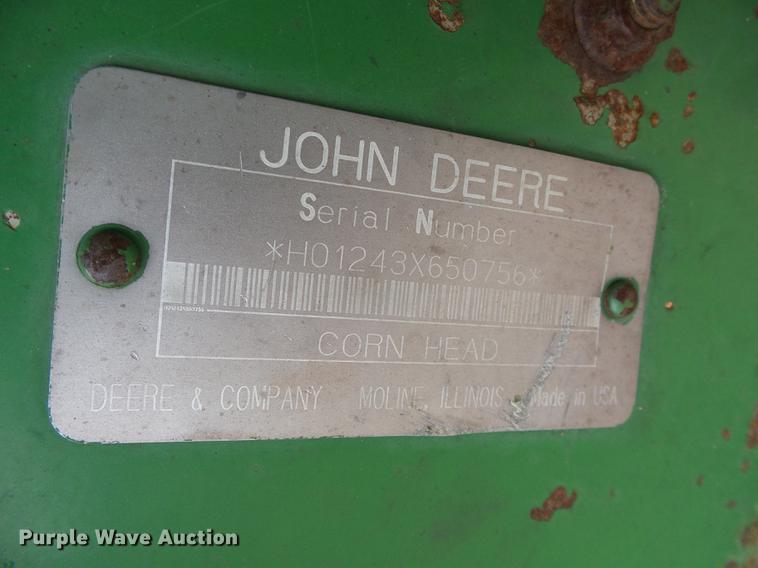 JOHN DEERE
Serial Number
*H01243X650756*
CORN HEAD
DEERE & COMPANY MOLINE, ILLINOIS Made in USA
Purple Wave Auction